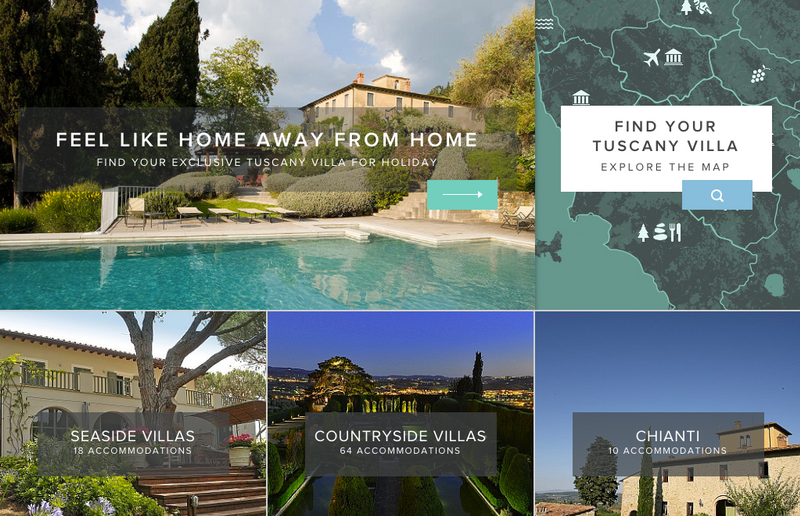 FEEL LIKE HOME AWAY FROM HOME
FIND YOUR EXCLUSIVE TUSCANY VILLA FOR HOLIDAY
FIND YOUR
TUSCANY VILLA
EXPLORE THE MAP
SEASIDE VILLAS
18 ACCOMMODATIONS
COUNTRYSIDE VILLAS
64 ACCOMMODATIONS
CHIANTI
10 ACCOMMODATIONS